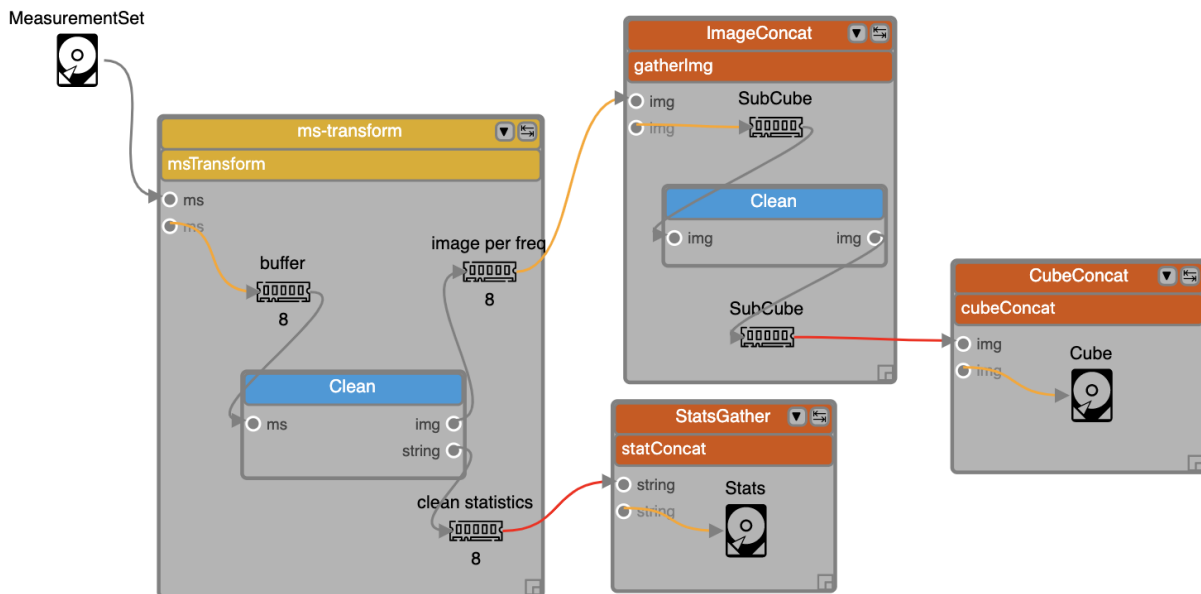 MeasurementSet
ms-transform
msTransform
ms
ms
buffer
8
image per freq
8
Clean
ms
img
string
clean statistics
8
ImageConcat
gatherImg
img
img
SubCube
Clean
img
img
SubCube
StatsGather
statConcat
string
string
Stats
CubeConcat
cubeConcat
img
img
Cube